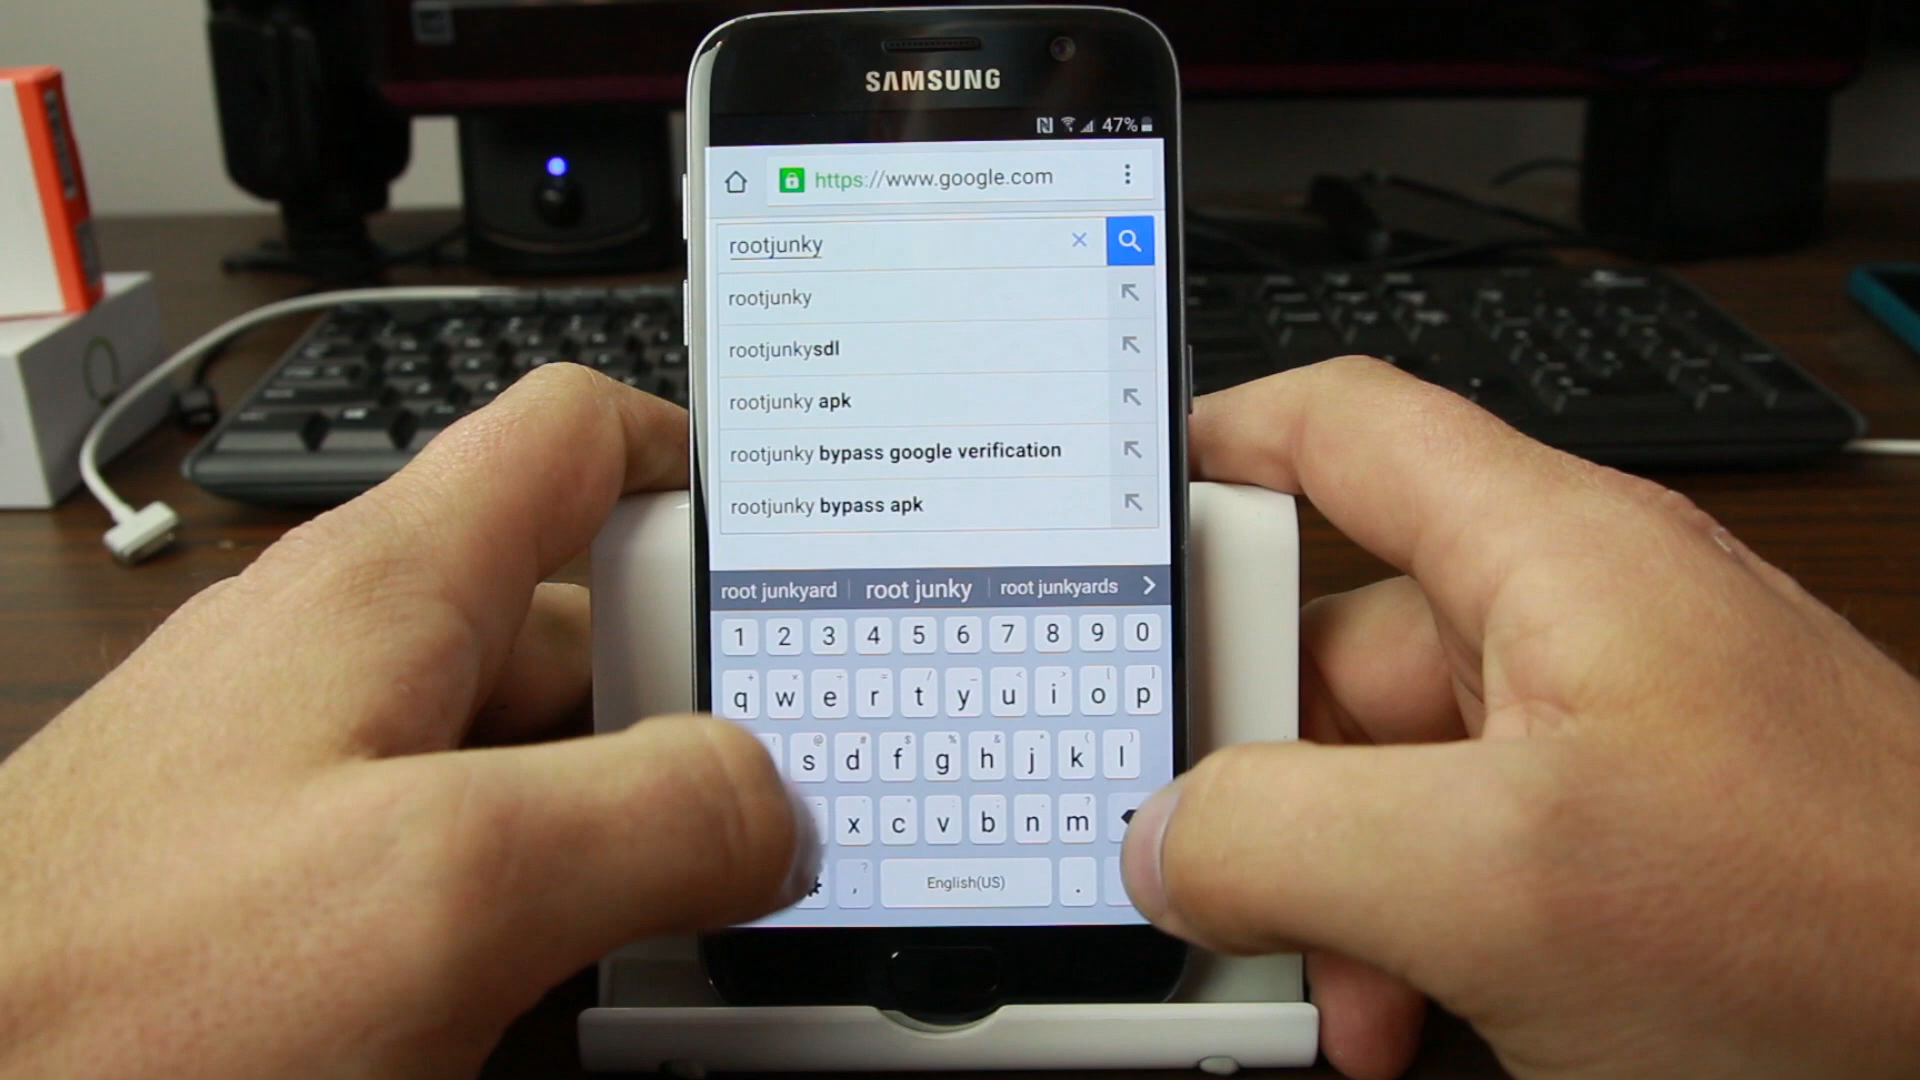 SAMSUNG
47%
https://www.google.com
rootjunky
rootjunky
rootjunkysdl
rootjunky apk
rootjunky bypass google verification
rootjunky bypass apk
root junkyard root junky root junkyards
1 2 3 4 5 6 7 8 9 0
q w e r t y u i o p
s d f g h j k l
x c v b n m
, English(US) .